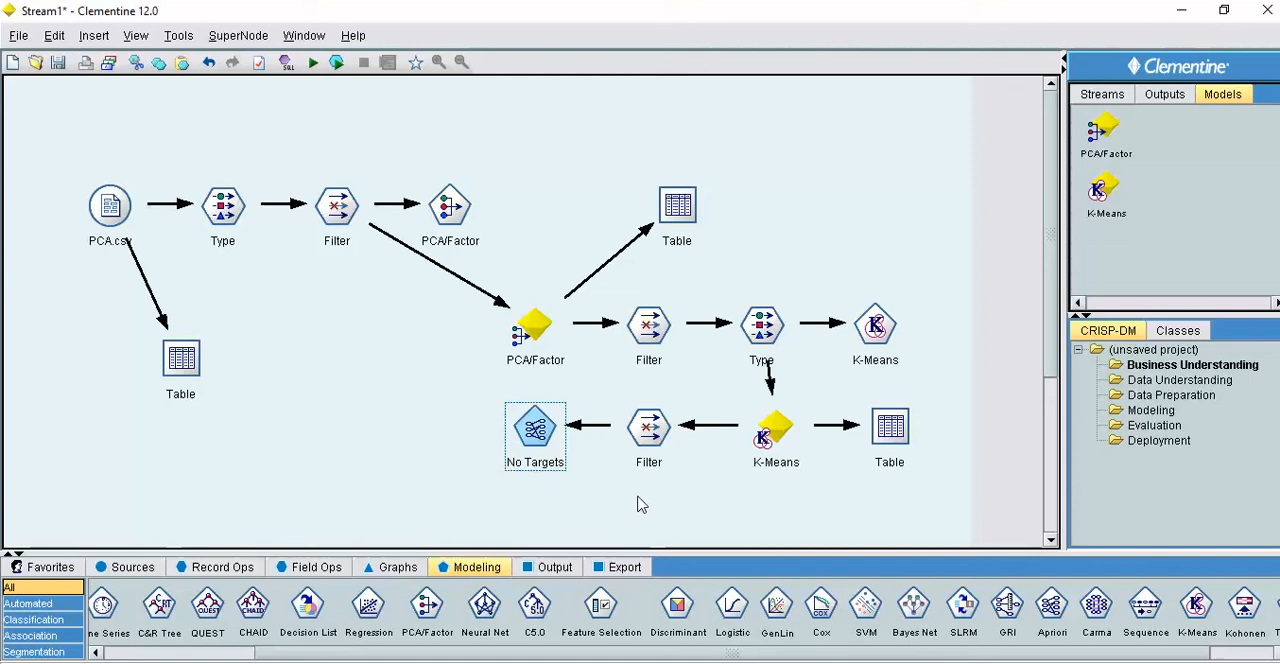 Stream1* - Clementine 12.0
File Edit Insert View Tools SuperNode Window Help
SQL
Clementine
Streams Outputs Models
PCA/Factor
K-Means
PCA.csv Type Filter PCA/Factor Table
PCA/Factor Filter Type K-Means
Table
No Targets Filter K-Means Table
CRISP-DM Classes
(unsaved project)
Business Understanding
Data Understanding
Data Preparation
Modeling
Evaluation
Deployment
Favorites Sources Record Ops Field Ops Graphs Modeling Output Export
All
Automated
Classification
Association
Segmentation
ne Series C&R Tree QUEST CHAID Decision List Regression PCA/Factor Neural Net C5.0 Feature Selection Discriminant Logistic GenLin Cox SVM Bayes Net SLRM GRI Apriori Carma Sequence K-Means Kohonen